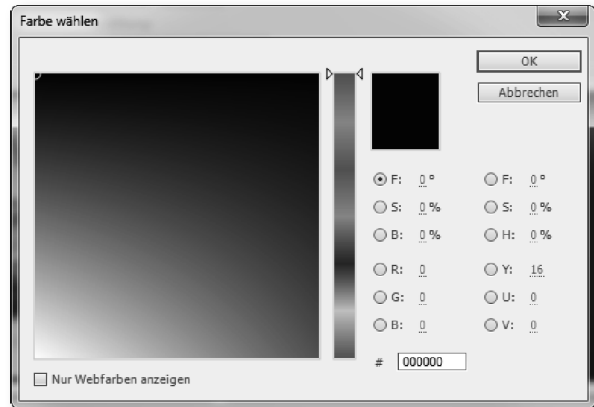 Farbe wählen
OK
Abbrechen
F: 0 ° F: 0 °
S: 0 % S: 0 %
B: 0 % H: 0 %
R: 0 Y: 16
G: 0 U: 0
B: 0 V: 0
# 000000
Nur Webfarben anzeigen